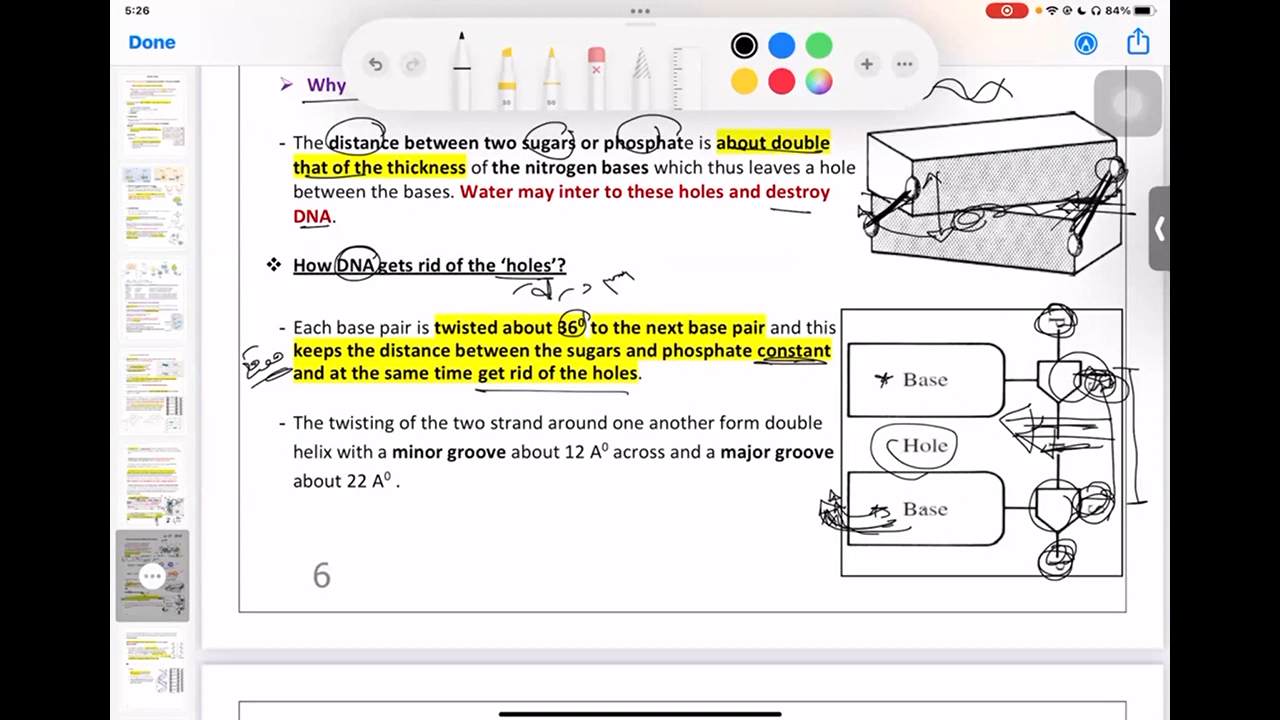 5:26
84%
Done
30
50
➤ Why
- The distance between two sugars or phosphate is about double
that of the thickness of the nitrogen bases which thus leaves a hole
between the bases. Water may inter to these holes and destroy
DNA.
❖ How DNA gets rid of the ‘holes’?
- Each base pair is twisted about 36⁰ to the next base pair and this
keeps the distance between the sugars and phosphate constant
and at the same time get rid of the holes.
- The twisting of the two strand around one another form double
helix with a minor groove about 12 A⁰ across and a major groove
about 22 A⁰ .
Base
Hole
Base
6